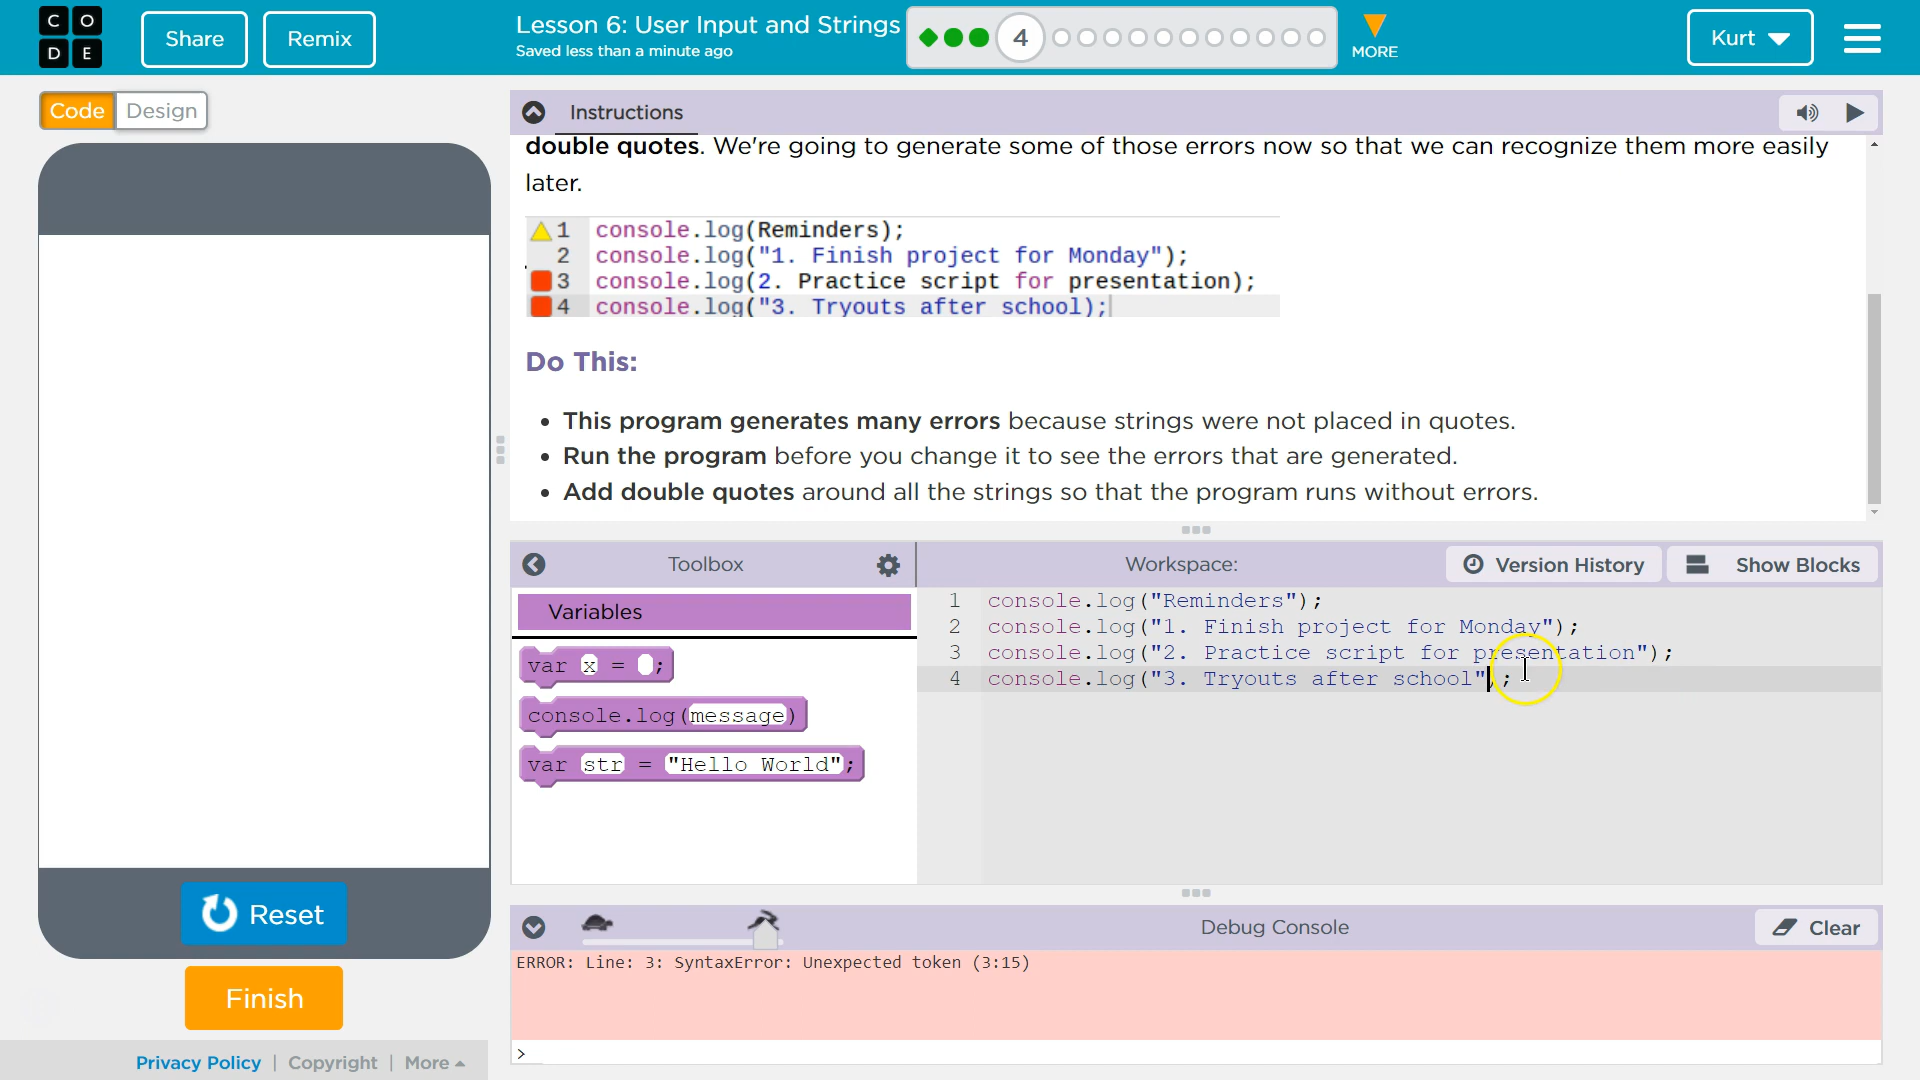 CODE
Share
Remix
Lesson 6: User Input and Strings
Saved less than a minute ago
4
MORE
Kurt
Code
Design
Instructions
double quotes. We're going to generate some of those errors now so that we can recognize them more easily
later.
1 console.log(Reminders);
2 console.log("1. Finish project for Monday");
3 console.log(2. Practice script for presentation);
4 console.log("3. Tryouts after school);
Do This:
• This program generates many errors because strings were not placed in quotes.
• Run the program before you change it to see the errors that are generated.
• Add double quotes around all the strings so that the program runs without errors.
Toolbox
Workspace:
Version History
Show Blocks
Variables
var x = ;
console.log(message)
var str = "Hello World";
1 console.log("Reminders");
2 console.log("1. Finish project for Monday");
3 console.log("2. Practice script for presentation");
4 console.log("3. Tryouts after school");
Reset
Finish
Debug Console
Clear
ERROR: Line: 3: SyntaxError: Unexpected token (3:15)
>
Privacy Policy | Copyright | More